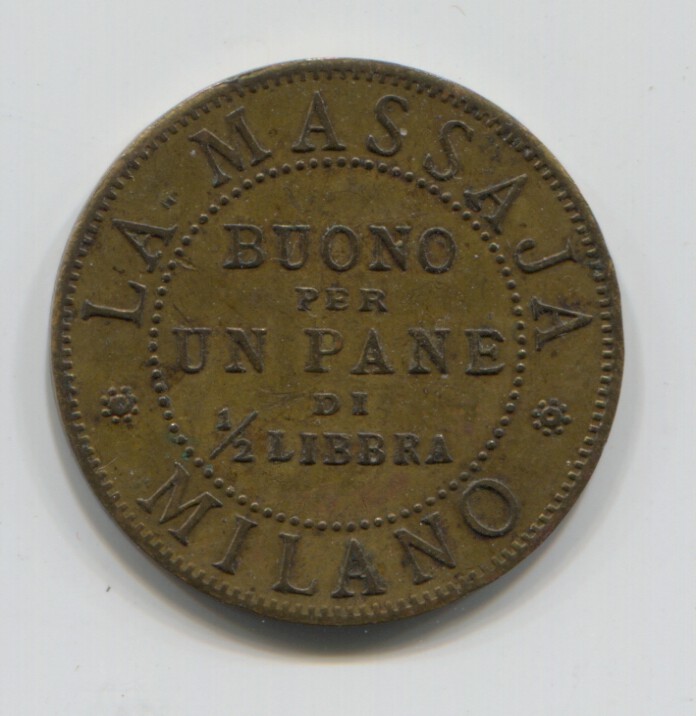 LA MASSAJA
BUONO
PER
UN PANE
DI
1/2 LIBBRA
MILANO